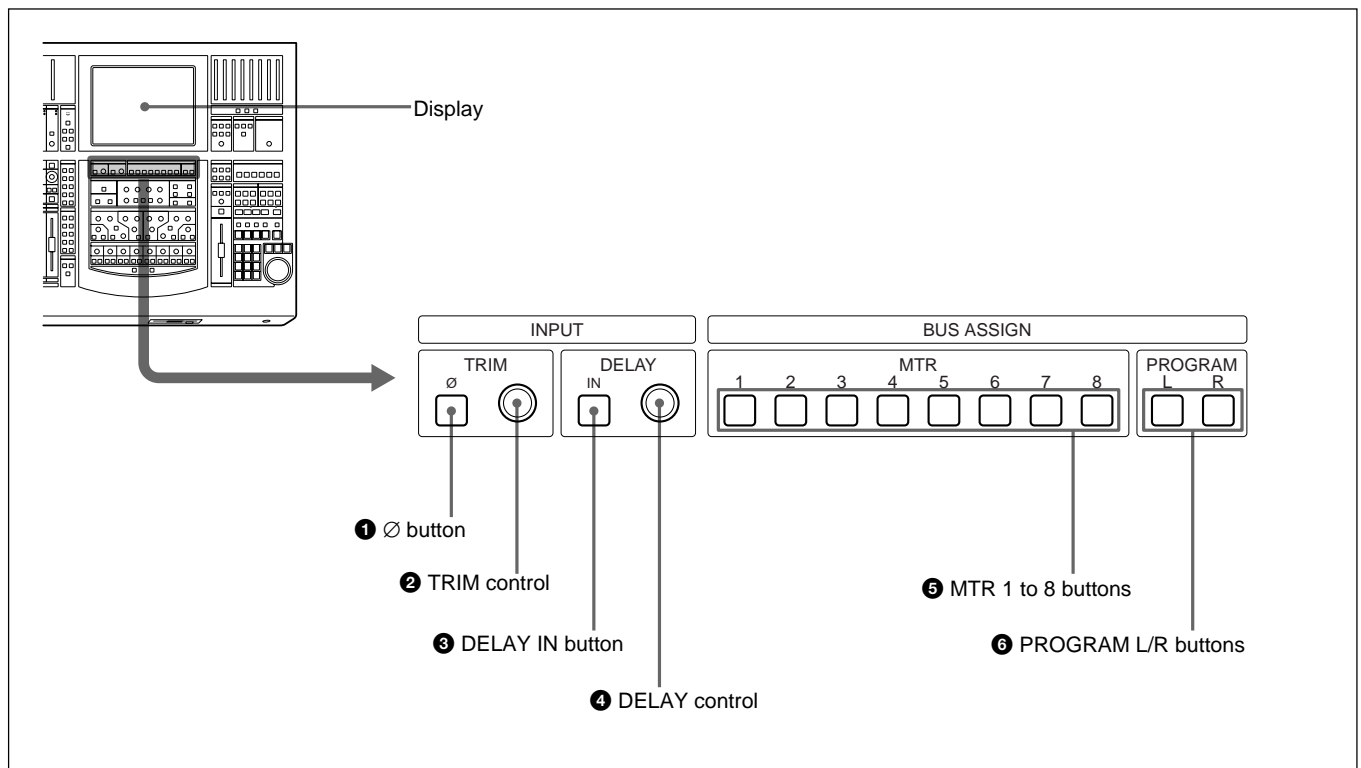 Display
INPUT
BUS ASSIGN
TRIM
DELAY
MTR
PROGRAM
Ø
IN
1 2 3 4 5 6 7 8
L R
❶ ∅ button
❷ TRIM control
❺ MTR 1 to 8 buttons
❸ DELAY IN button
❻ PROGRAM L/R buttons
❹ DELAY control